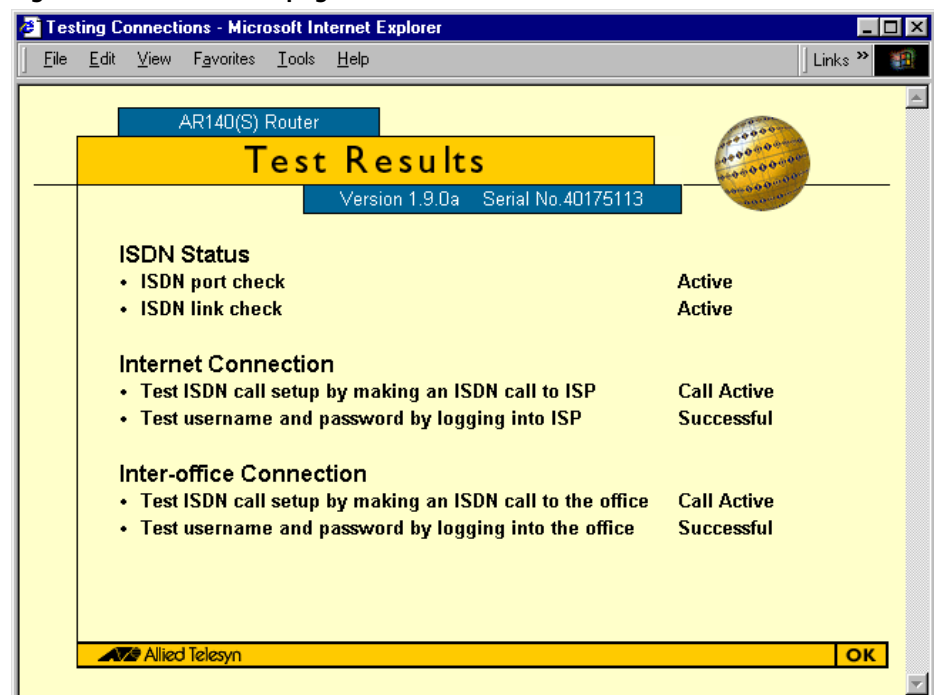 Testing Connections - Microsoft Internet Explorer
File Edit View Favorites Tools Help Links »
AR140(S) Router
Test Results
Version 1.9.0a Serial No.40175113
ISDN Status
• ISDN port check Active
• ISDN link check Active
Internet Connection
• Test ISDN call setup by making an ISDN call to ISP Call Active
• Test username and password by logging into ISP Successful
Inter-office Connection
• Test ISDN call setup by making an ISDN call to the office Call Active
• Test username and password by logging into the office Successful
Allied Telesyn OK